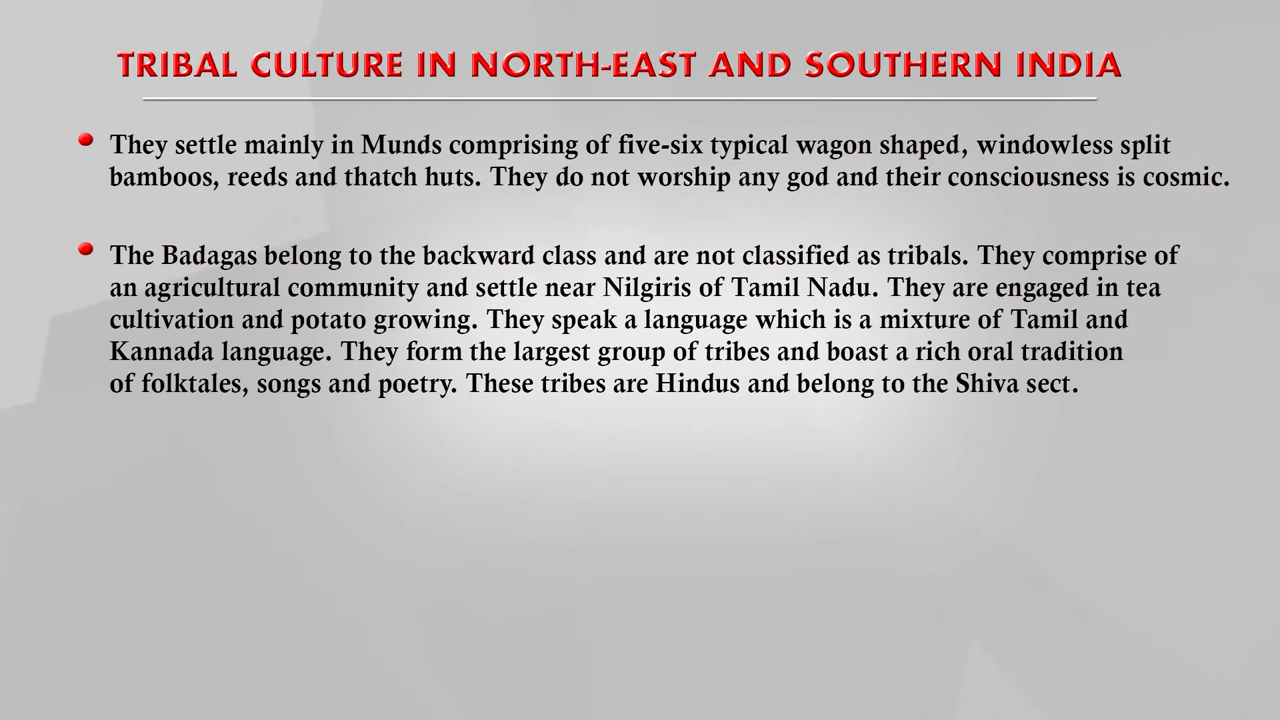 TRIBAL CULTURE IN NORTH-EAST AND SOUTHERN INDIA
They settle mainly in Munds comprising of five-six typical wagon shaped, windowless split
bamboos, reeds and thatch huts. They do not worship any god and their consciousness is cosmic.
The Badagas belong to the backward class and are not classified as tribals. They comprise of
an agricultural community and settle near Nilgiris of Tamil Nadu. They are engaged in tea
cultivation and potato growing. They speak a language which is a mixture of Tamil and
Kannada language. They form the largest group of tribes and boast a rich oral tradition
of folktales, songs and poetry. These tribes are Hindus and belong to the Shiva sect.